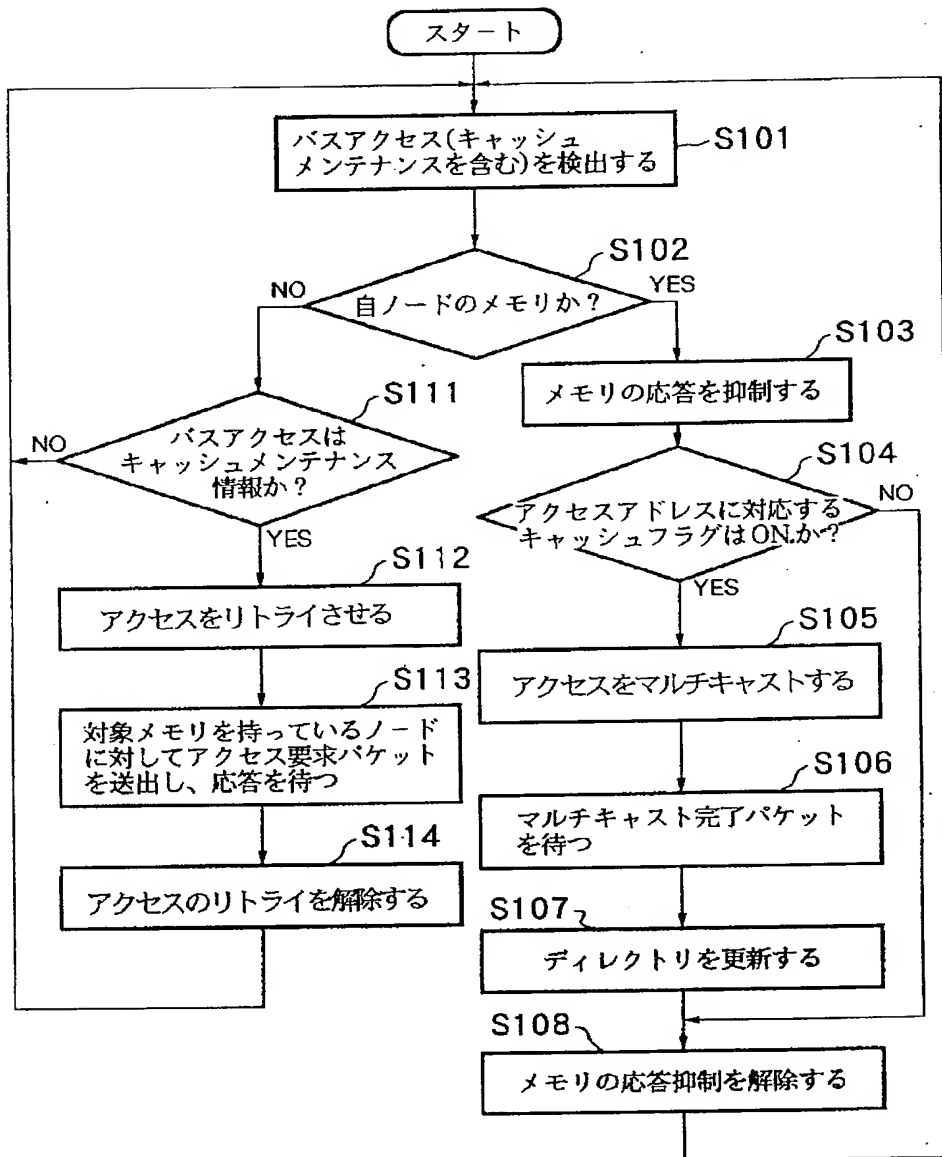 スタート
バスアクセス(キャッシュ
メンテナンスを含む)を検出する
S101
S102
NO
自ノードのメモリか?
YES
S103
メモリの応答を抑制する
S111
NO
バスアクセスは
キャッシュメンテナンス
情報か?
YES
S104
アクセスアドレスに対応する
キャッシュフラグはONか?
NO
YES
S112
アクセスをリトライさせる
S105
アクセスをマルチキャストする
S113
対象メモリを持っているノード
に対してアクセス要求パケット
を送出し、応答を待つ
S106
マルチキャスト完了パケット
を待つ
S114
アクセスのリトライを解除する
S107
ディレクトリを更新する
S108
メモリの応答抑制を解除する